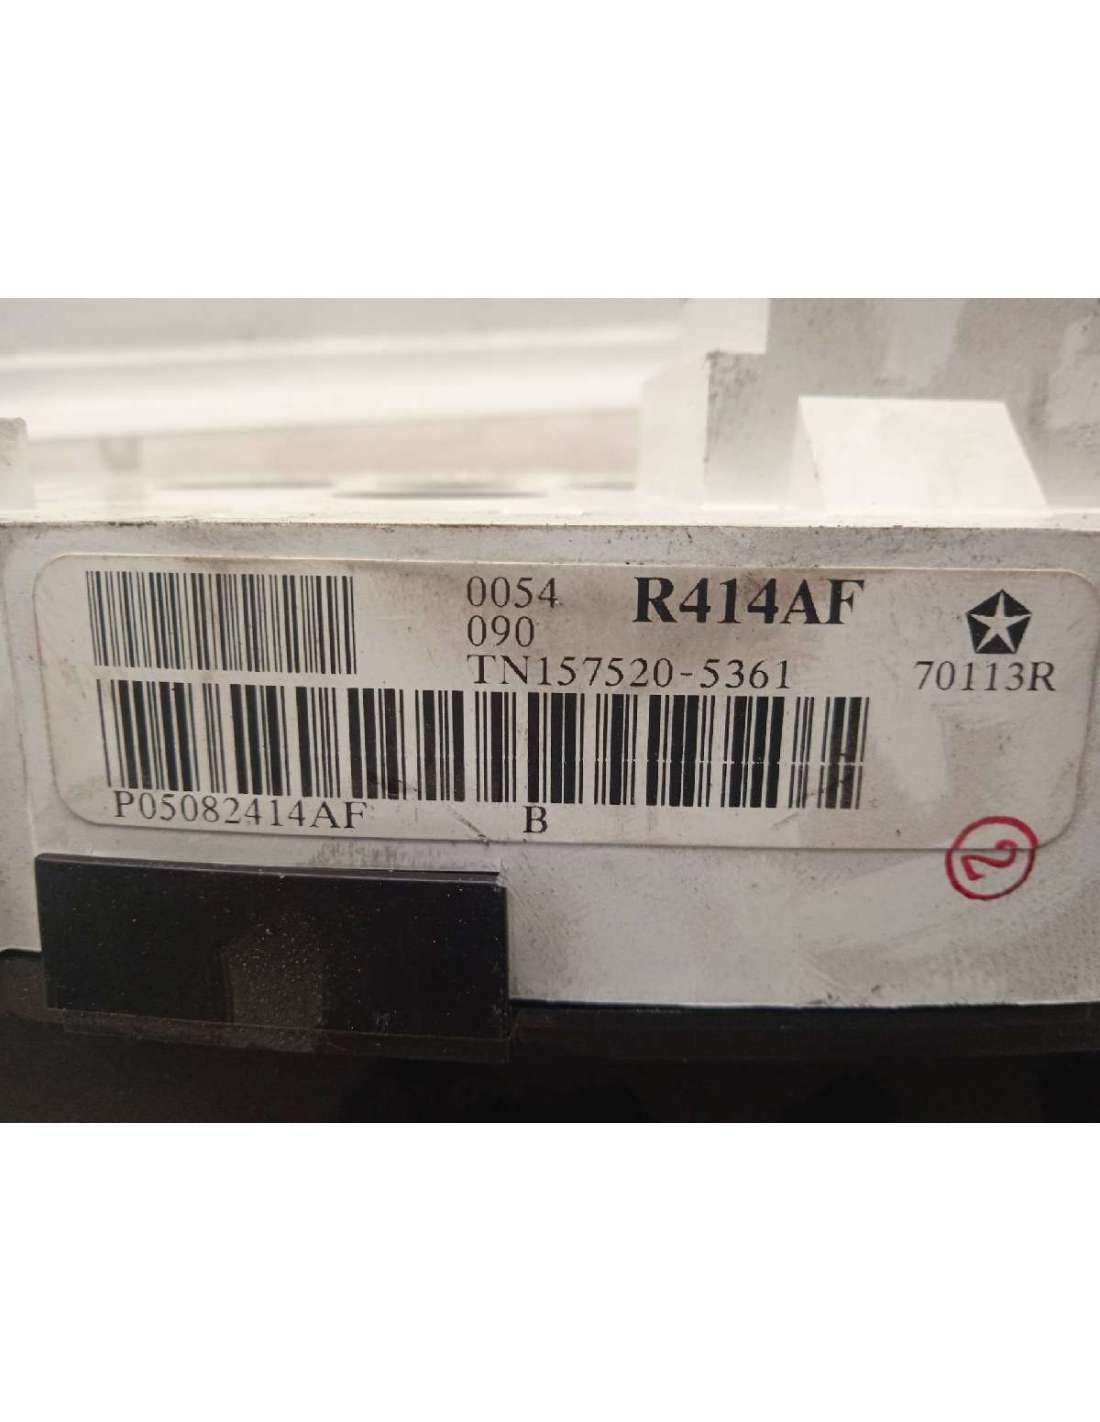 0054 R414AF
090
TN157520-5361 70113R
P05082414AF B
2